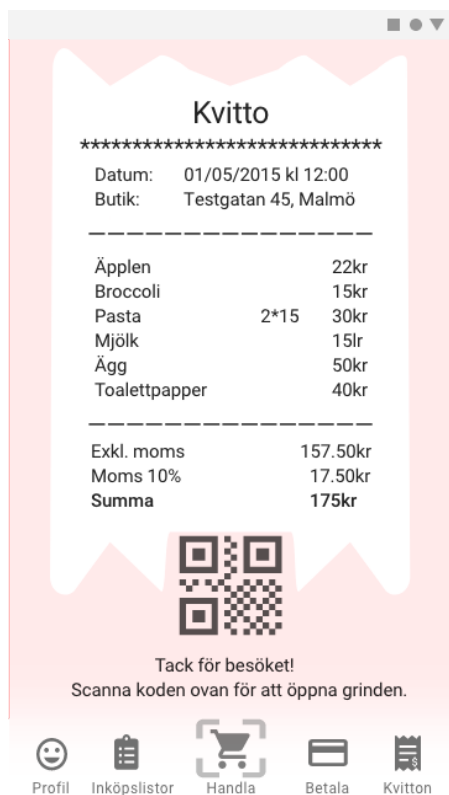 Kvitto
*****************************
Datum: 01/05/2015 kl 12:00
Butik: Testgatan 45, Malmö
_ _ _ _ _ _ _ _ _ _ _ _ _ _ _
Äpplen 22kr
Broccoli 15kr
Pasta 2*15 30kr
Mjölk 15lr
Ägg 50kr
Toalettpapper 40kr
_ _ _ _ _ _ _ _ _ _ _ _ _ _ _
Exkl. moms 157.50kr
Moms 10% 17.50kr
Summa 175kr
Tack för besöket!
Scanna koden ovan för att öppna grinden.
Profil Inköpslistor Handla Betala Kvitton